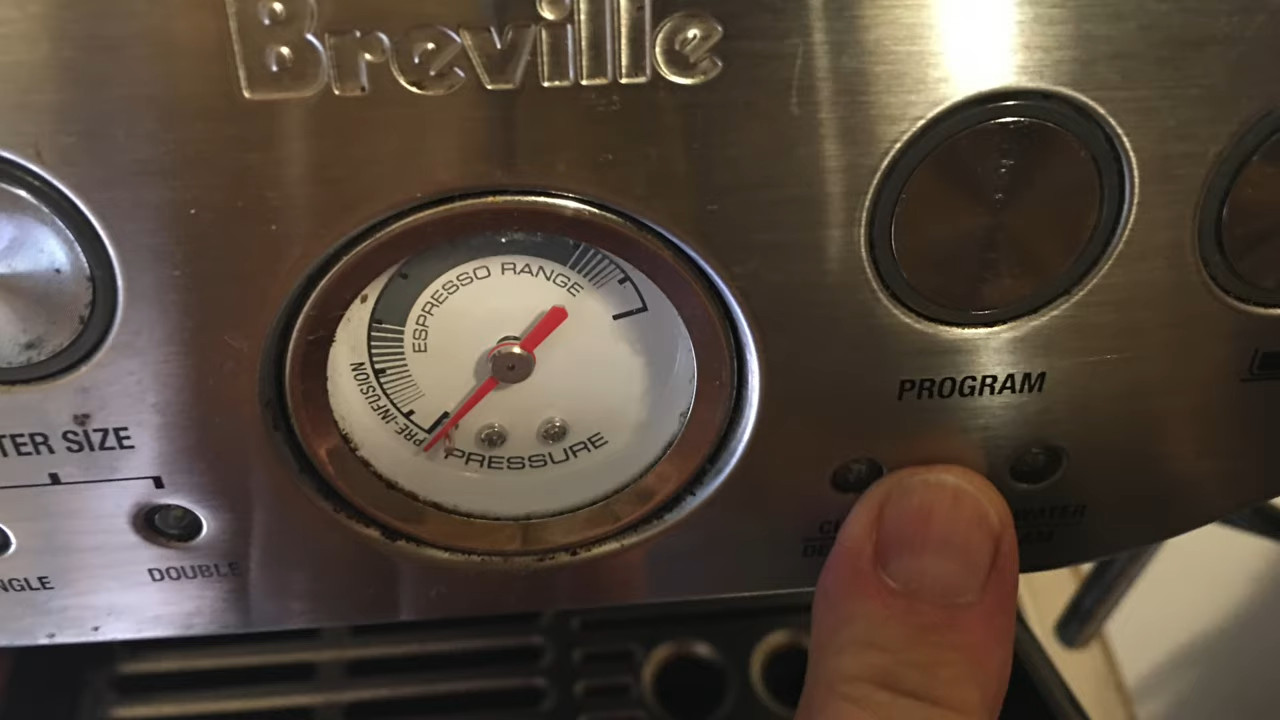 Breville
ESPRESSO RANGE
PRE-INFUSION
PRESSURE
PROGRAM
TER SIZE
NGLE
DOUBLE